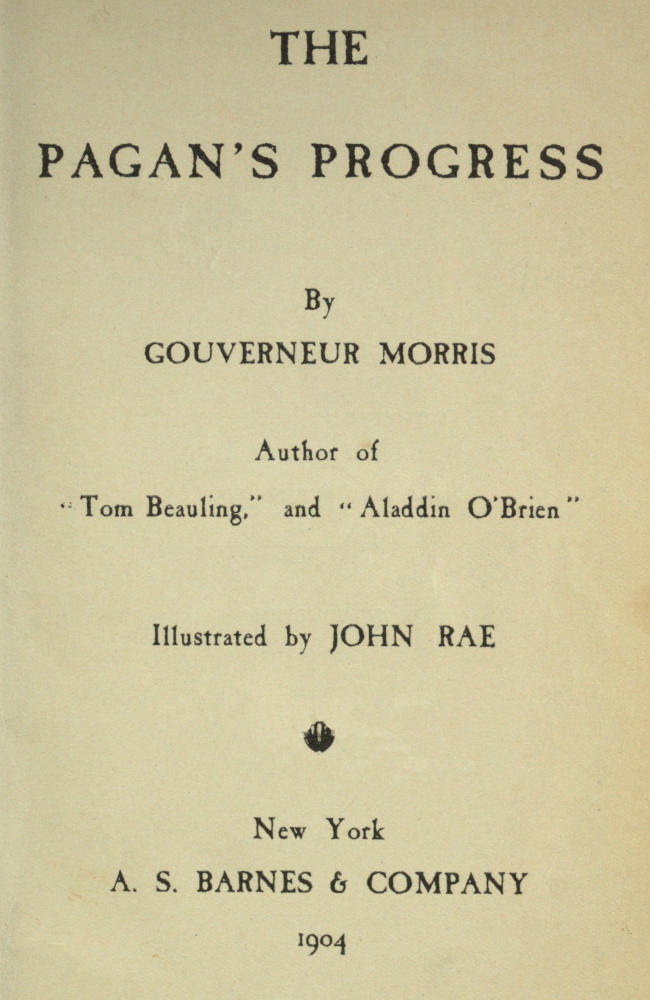 THE
PAGAN'S PROGRESS
By
GOUVERNEUR MORRIS
Author of
"Tom Beauling," and "Aladdin O'Brien"
Illustrated by JOHN RAE
New York
A. S. BARNES & COMPANY
1904